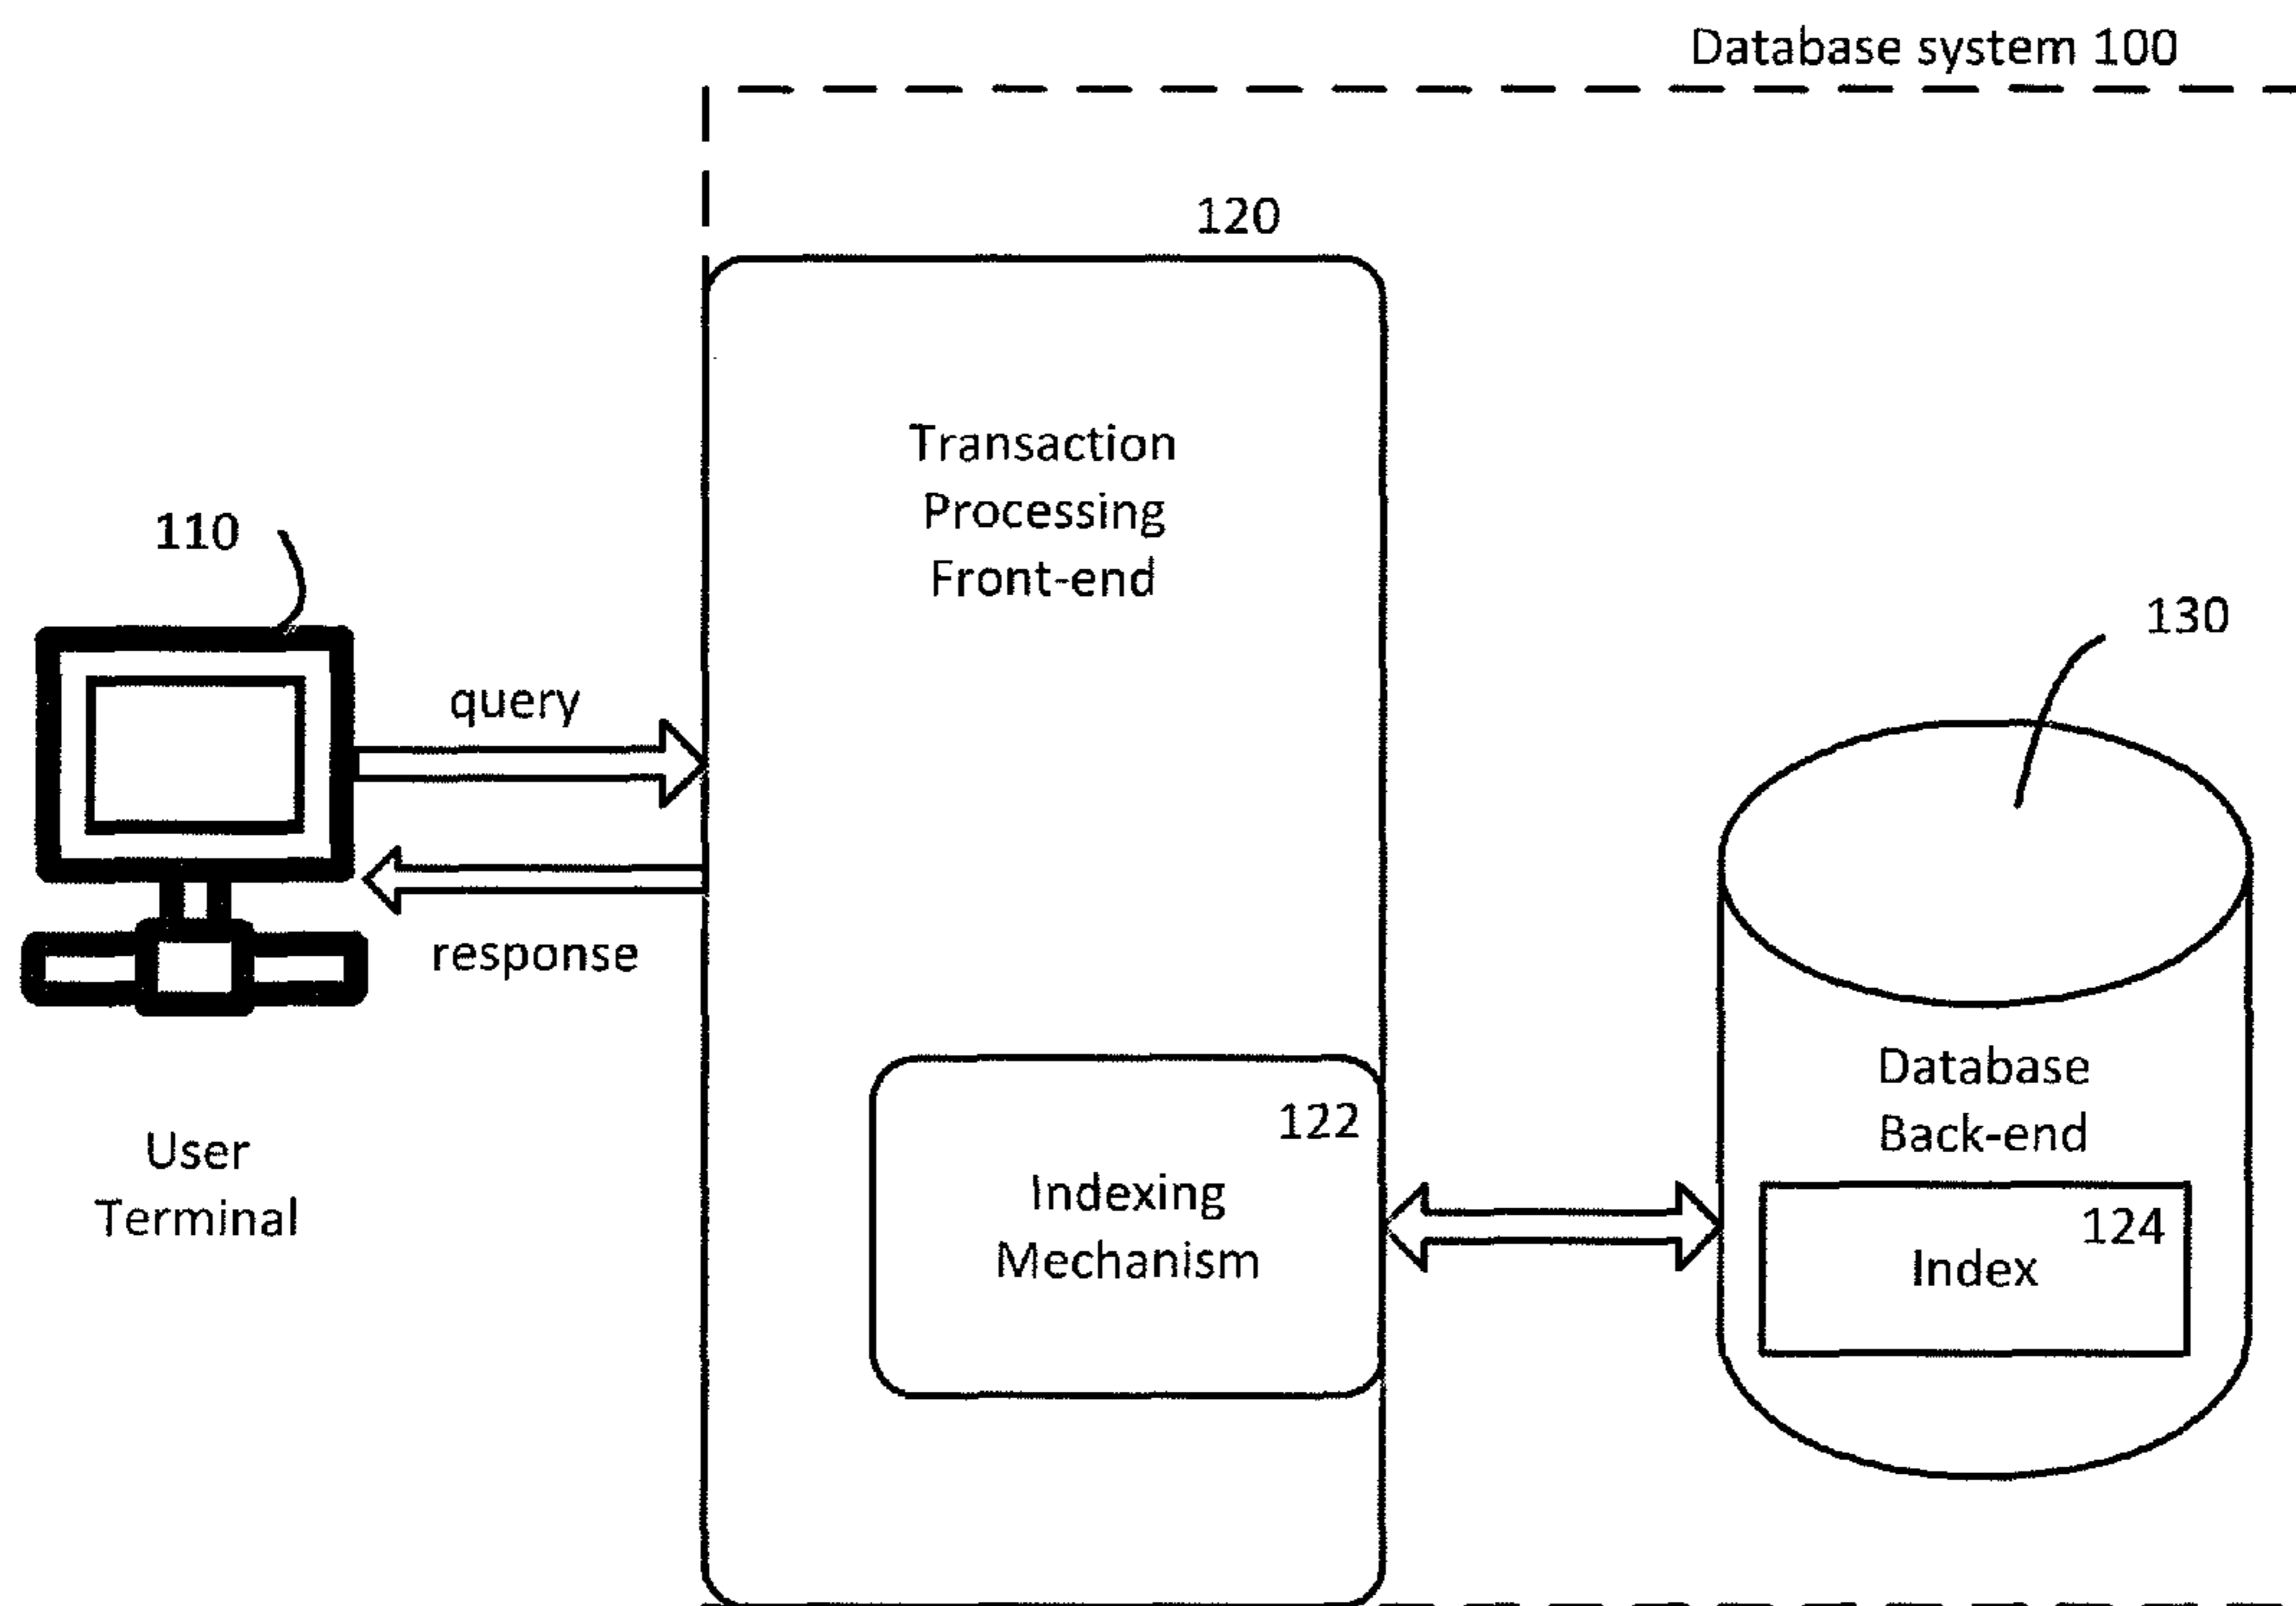 Database system 100
120
Transaction
Processing
Front-end
110
query
response
User
Terminal
122
Indexing
Mechanism
130
Database
Back-end
124
Index